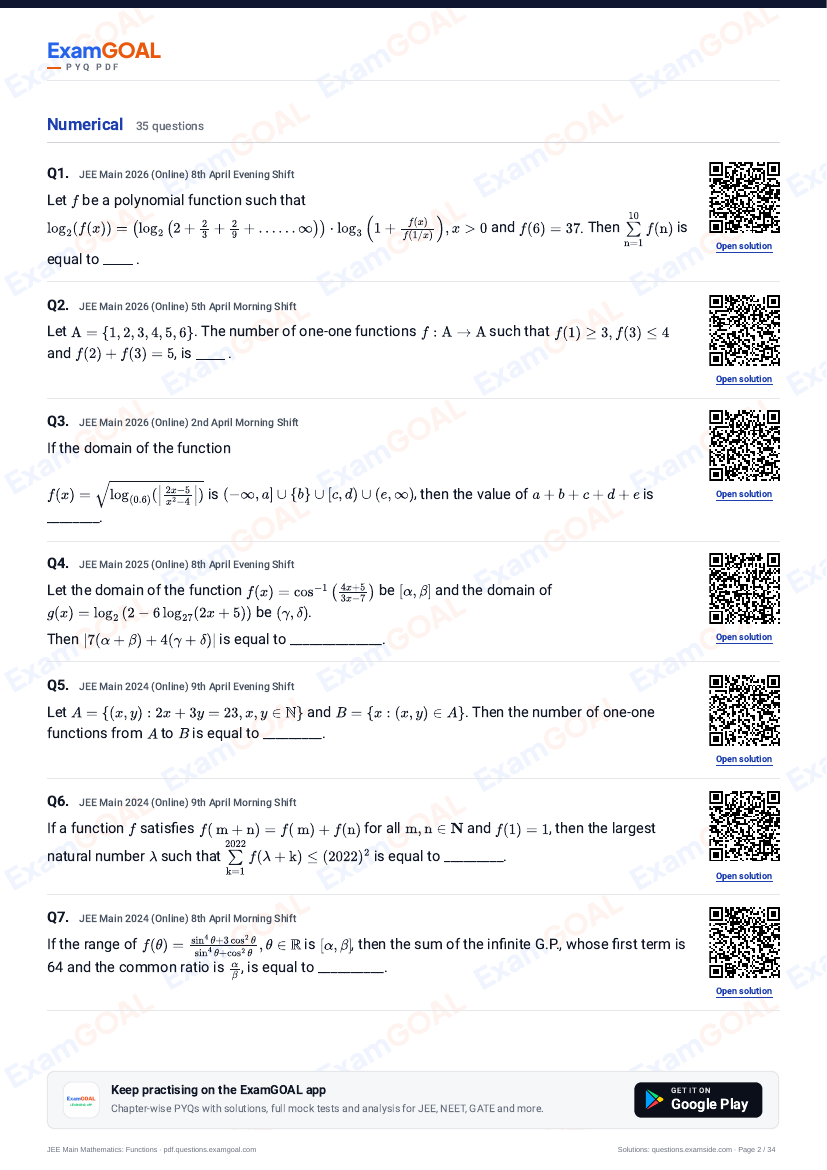 ExamGOAL
PYQ PDF
Numerical 35 questions
Q1. JEE Main 2026 (Online) 8th April Evening Shift
Let f be a polynomial function such that
log₂(f(x)) = (log₂ (2 + 2/3 + 2/9 + ...... ∞)) · log₃ (1 + f(x)/f(1/x)), x > 0 and f(6) = 37. Then ∑_{n=1}^{10} f(n) is
equal to ____ .
Open solution
Q2. JEE Main 2026 (Online) 5th April Morning Shift
Let A = {1, 2, 3, 4, 5, 6}. The number of one-one functions f : A → A such that f(1) ≥ 3, f(3) ≤ 4
and f(2) + f(3) = 5, is ____ .
Open solution
Q3. JEE Main 2026 (Online) 2nd April Morning Shift
If the domain of the function
f(x) = √(log_(0.6)(|(2x−5)/(x²−4)|)) is (−∞, a] ∪ {b} ∪ [c, d) ∪ (e, ∞), then the value of a + b + c + d + e is
________.
Open solution
Q4. JEE Main 2025 (Online) 8th April Evening Shift
Let the domain of the function f(x) = cos⁻¹ ((4x+5)/(3x−7)) be [α, β] and the domain of
g(x) = log₂ (2 − 6 log₂₇(2x + 5)) be (γ, δ).
Then |7(α + β) + 4(γ + δ)| is equal to ______________.
Open solution
Q5. JEE Main 2024 (Online) 9th April Evening Shift
Let A = {(x, y) : 2x + 3y = 23, x, y ∈ ℕ} and B = {x : (x, y) ∈ A}. Then the number of one-one
functions from A to B is equal to _________.
Open solution
Q6. JEE Main 2024 (Online) 9th April Morning Shift
If a function f satisfies f( m + n) = f( m) + f(n) for all m, n ∈ N and f(1) = 1, then the largest
natural number λ such that ∑_{k=1}^{2022} f(λ + k) ≤ (2022)² is equal to _________.
Open solution
Q7. JEE Main 2024 (Online) 8th April Morning Shift
If the range of f(θ) = (sin⁴ θ+3 cos² θ)/(sin⁴ θ+cos² θ), θ ∈ ℝ is [α, β], then the sum of the infinite G.P., whose first term is
64 and the common ratio is α/β, is equal to __________.
Open solution
ExamGOAL
Keep practising on the ExamGOAL app
Chapter-wise PYQs with solutions, full mock tests and analysis for JEE, NEET, GATE and more.
GET IT ON
Google Play
JEE Main Mathematics: Functions · pdf.questions.examgoal.com
Solutions: questions.examside.com · Page 2 / 34